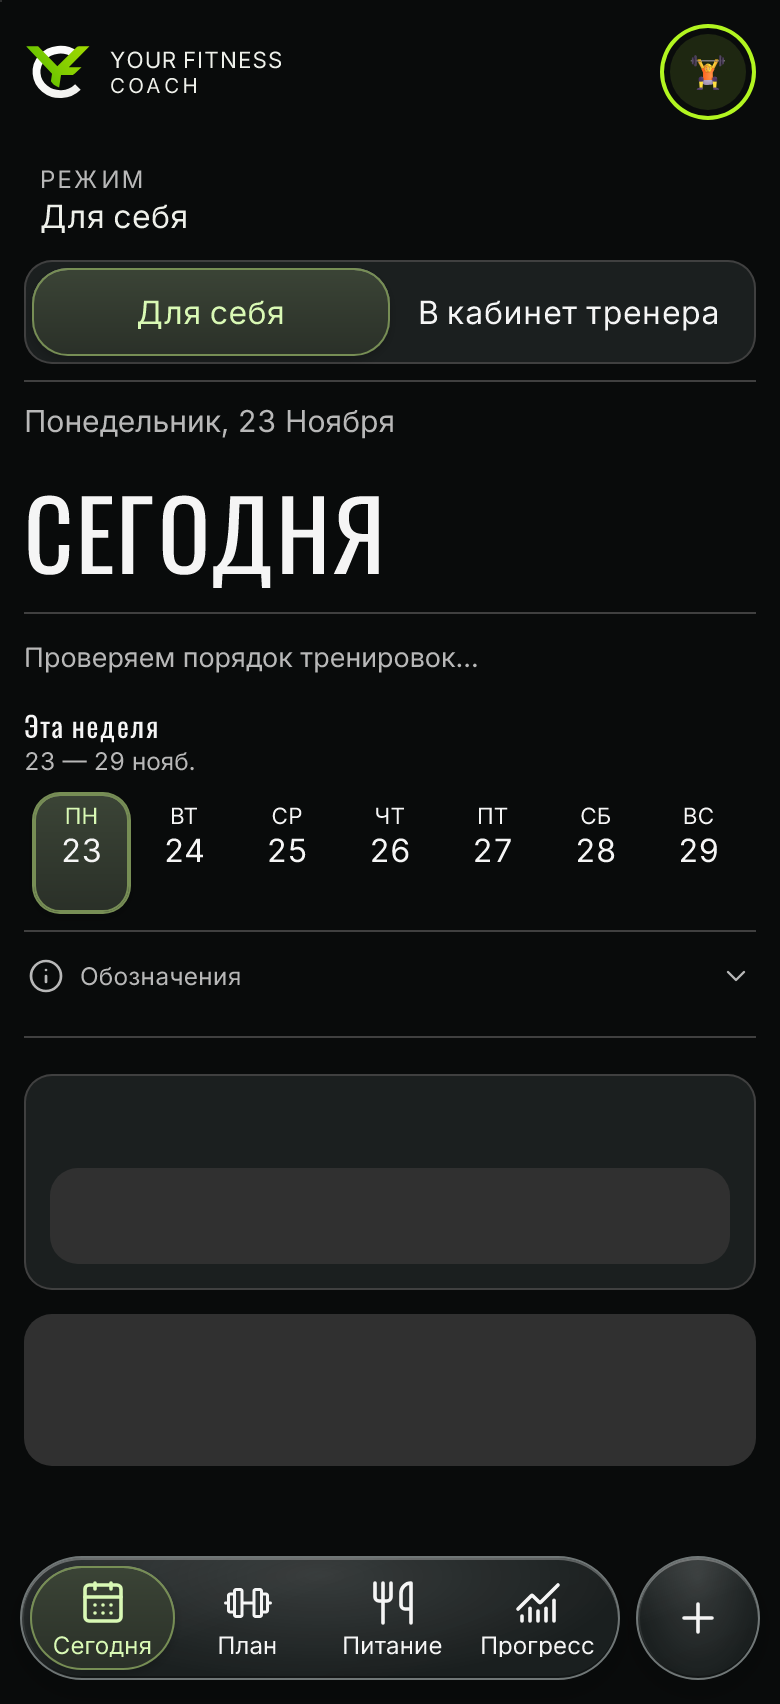 YOUR FITNESS
COACH
РЕЖИМ
Для себя
Для себя
В кабинет тренера
Понедельник, 23 Ноября
СЕГОДНЯ
Проверяем порядок тренировок...
Эта неделя
23 — 29 нояб.
ПН ВТ СР ЧТ ПТ СБ ВС
23 24 25 26 27 28 29
Обозначения
Сегодня План Питание Прогресс